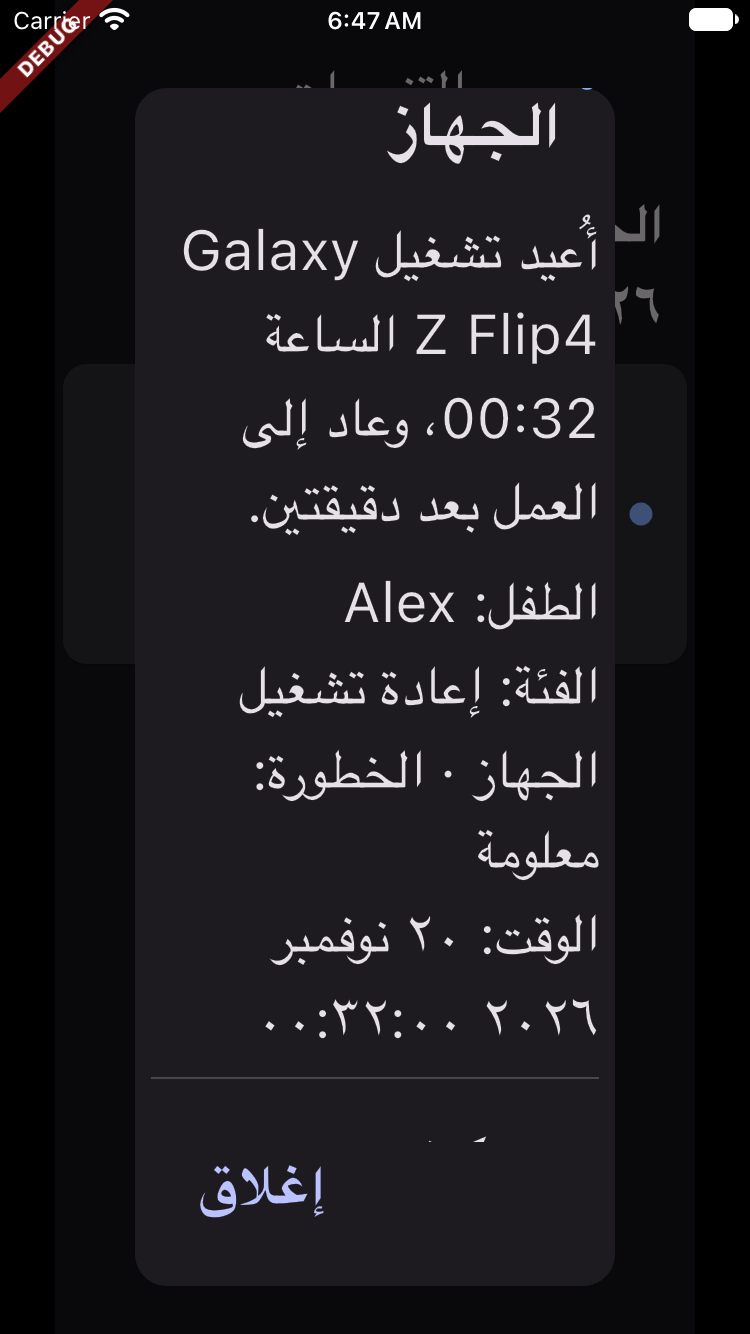 Carrier 6:47 AM
DEBUG
الجهاز
أُعيد تشغيل Galaxy
Z Flip4 الساعة
00:32، وعاد إلى
العمل بعد دقيقتين.
الطفل: Alex
الفئة: إعادة تشغيل
الجهاز · الخطورة:
معلومة
الوقت: ٢٠ نوفمبر
٢٠٢٦ ٠٠:٣٢:٠٠
إغلاق